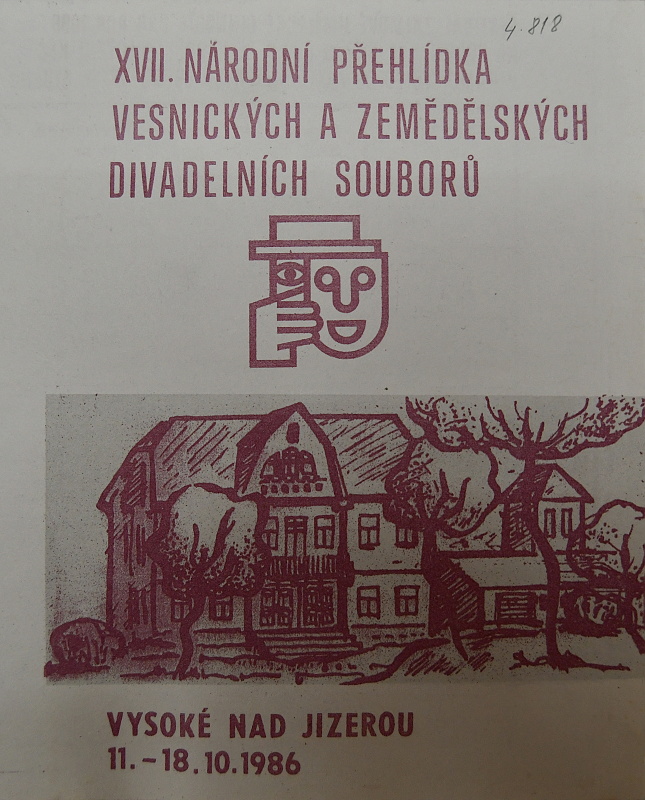 4.818
XVII. NÁRODNÍ PŘEHLÍDKA
VESNICKÝCH A ZEMĚDĚLSKÝCH
DIVADELNÍCH SOUBORŮ
VYSOKÉ NAD JIZEROU
11.-18.10.1986